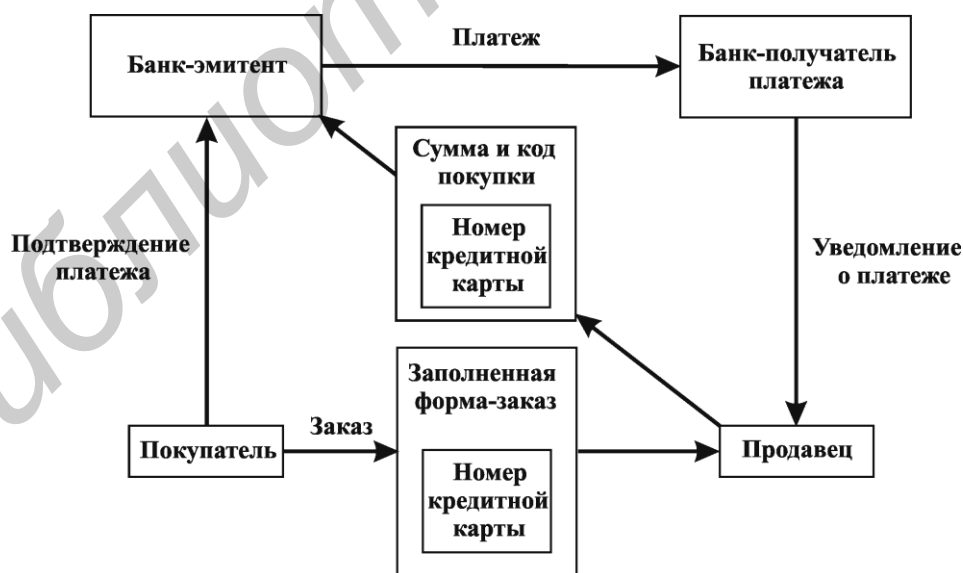 Платеж
Банк-эмитент
Банк-получатель
платежа
Сумма и код
покупки
Номер
кредитной
карты
Подтверждение
платежа
Уведомление
о платеже
Заполненная
форма-заказ
Заказ
Покупатель
Продавец
Номер
кредитной
карты